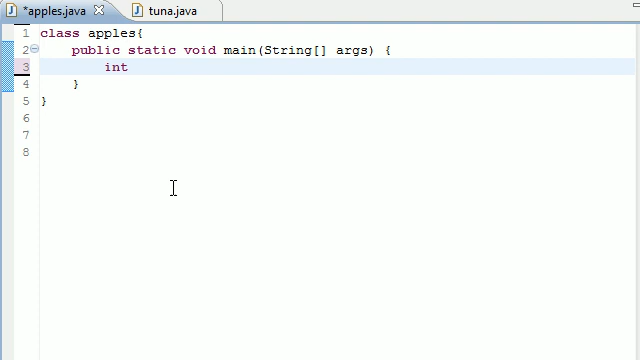 *apples.java tuna.java
1 class apples{
2 public static void main(String[] args) {
3 int
4 }
5 }
6
7
8